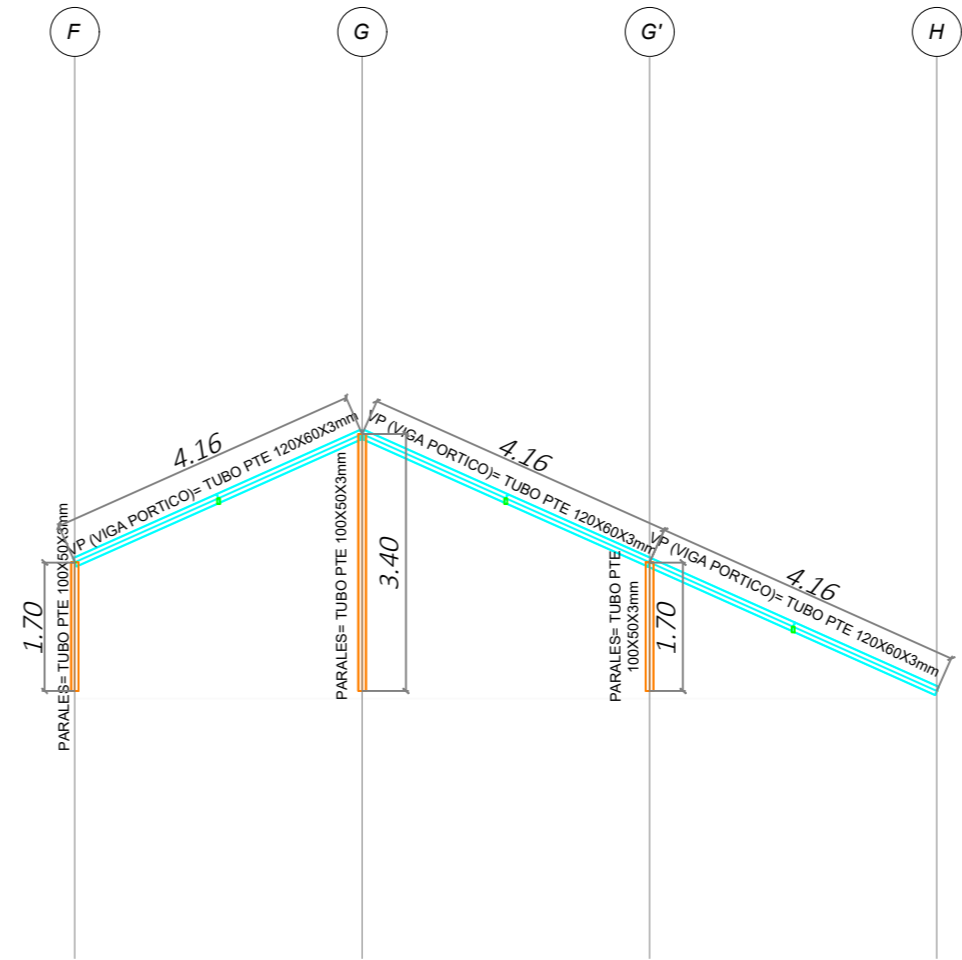 F
G
G'
H
4.16
VP (VIGA PORTICO)= TUBO PTE 120X60X3mm
4.16
VP (VIGA PORTICO)= TUBO PTE 120X60X3mm
4.16
VP (VIGA PORTICO)= TUBO PTE 120X60X3mm
1.70
PARALES= TUBO PTE 100X50X3mm
PARALES= TUBO PTE 100X50X3mm
3.40
PARALES= TUBO PTE
100X50X3mm
1.70